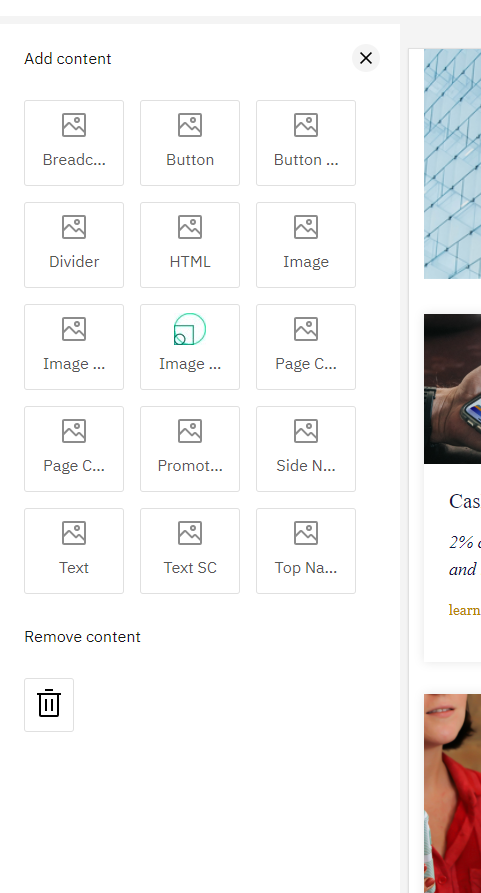 Add content
Breadc...
Button
Button ...
Divider
HTML
Image
Image ...
Image ...
Page C...
Page C...
Promot...
Side N...
Text
Text SC
Top Na...
Remove content
Cas
2%
and
learn